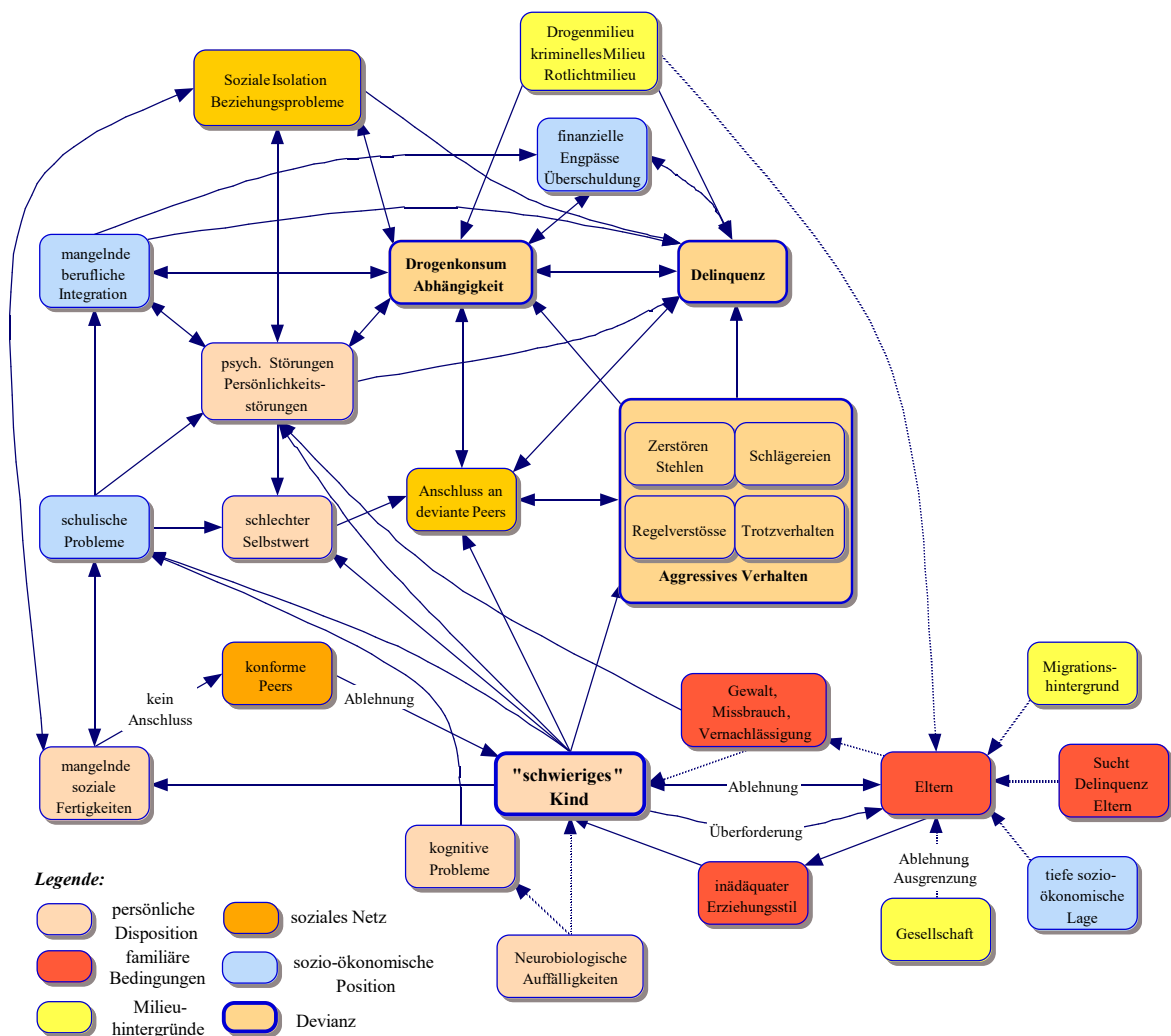 Drogenmilieu
kriminelles Milieu
Rotlichtmilieu
Soziale Isolation
Beziehungsprobleme
finanzielle
Engpässe
Überschuldung
mangelnde
berufliche
Integration
Drogenkonsum
Abhängigkeit
Delinquenz
psych. Störungen
Persönlichkeits-
störungen
Zerstören
Stehlen
Schlägereien
Regelverstösse
Trotzverhalten
Aggressives Verhalten
schulische
Probleme
schlechter
Selbstwert
Anschluss an
deviante Peers
konforme
Peers
kein
Anschluss
Ablehnung
Gewalt,
Missbrauch,
Vernachlässigung
Migrations-
hintergrund
mangelnde
soziale
Fertigkeiten
"schwieriges"
Kind
Ablehnung
Eltern
Sucht
Delinquenz
Eltern
Überforderung
kognitive
Probleme
inädäquater
Erziehungsstil
Ablehnung
Ausgrenzung
tiefe sozio-
ökonomische
Lage
Gesellschaft
Neurobiologische
Auffälligkeiten
Legende:
persönliche
Disposition
soziales Netz
familiäre
Bedingungen
sozio-ökonomische
Position
Milieu-
hintergründe
Devianz